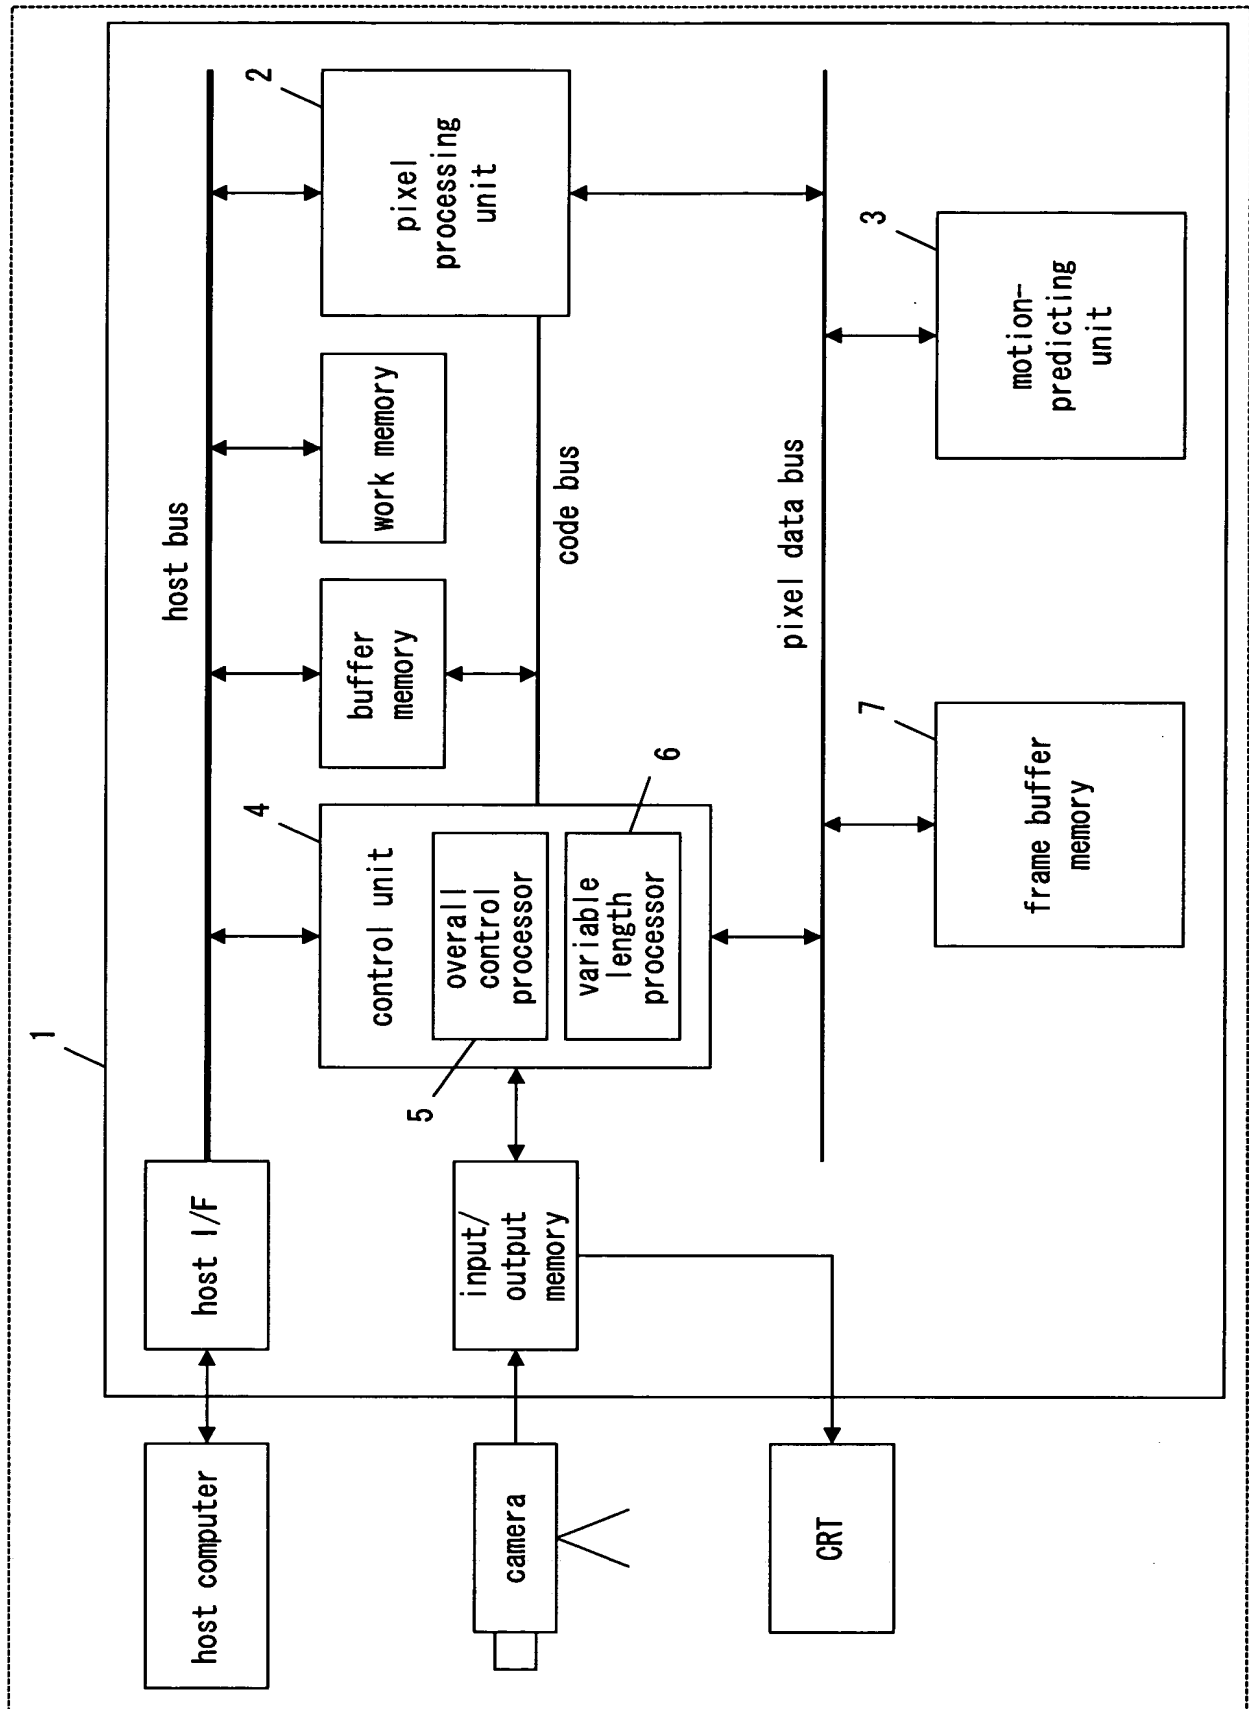 1
host computer
host I/F
host bus
4
control unit
5
overall
control
processor
6
variable
length
processor
buffer
memory
work memory
2
pixel
processing
unit
code bus
camera
input/
output
memory
CRT
pixel data bus
7
frame buffer
memory
3
motion-
predicting
unit